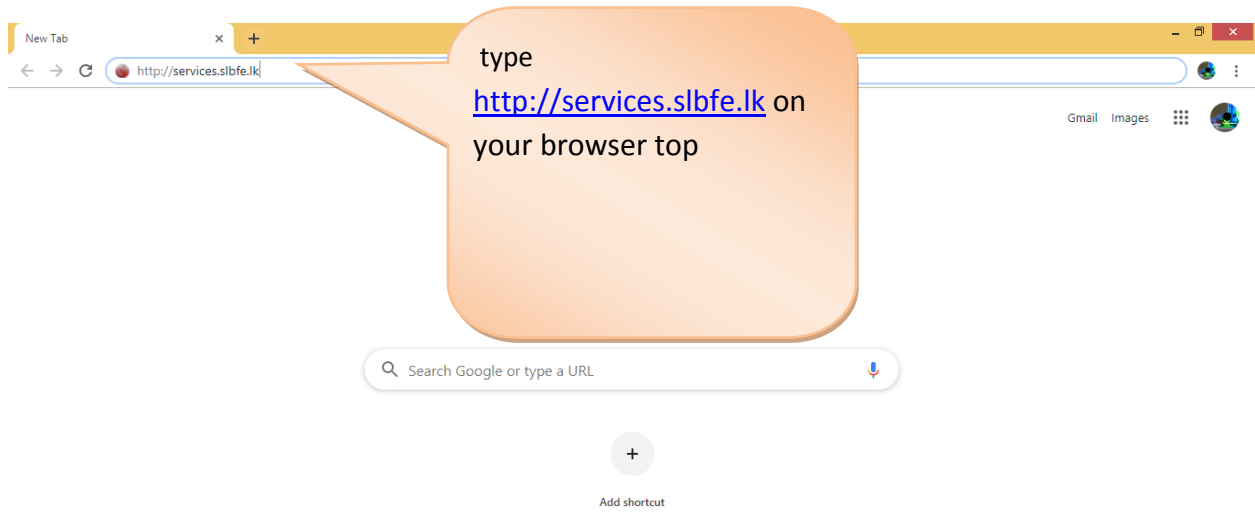 New Tab
http://services.slbfe.lk
type
http://services.slbfe.lk on
your browser top
Gmail Images
Search Google or type a URL
Add shortcut